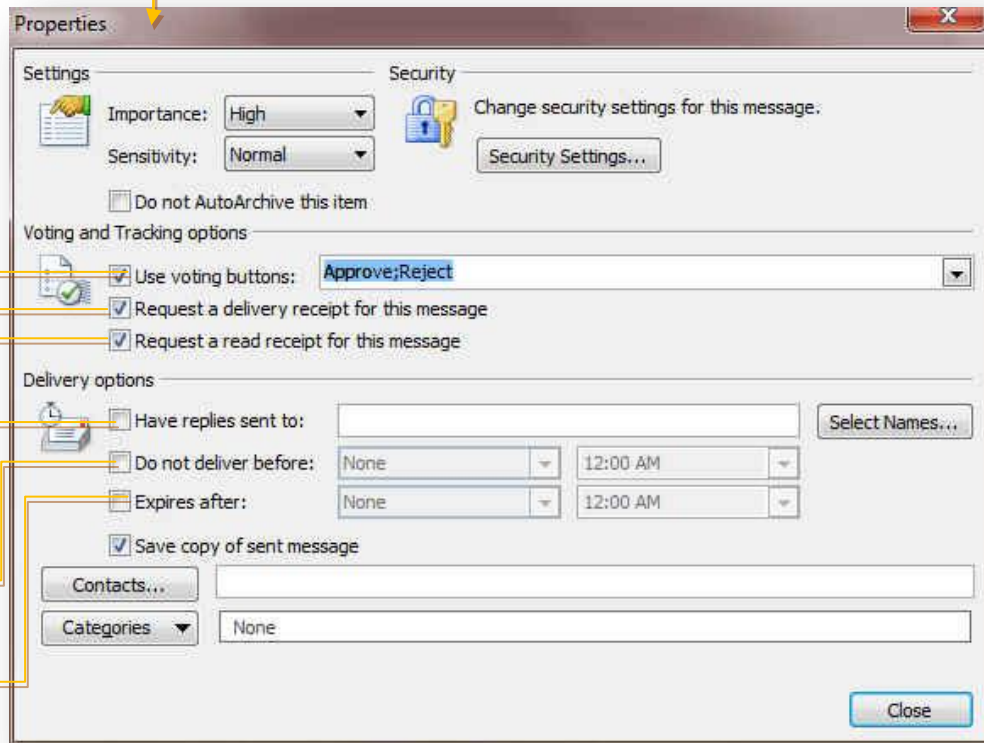 Properties
Settings
Security
Importance: High
Change security settings for this message.
Sensitivity: Normal
Security Settings...
Do not AutoArchive this item
Voting and Tracking options
Use voting buttons: Approve;Reject
Request a delivery receipt for this message
Request a read receipt for this message
Delivery options
Have replies sent to: Select Names...
Do not deliver before: None 12:00 AM
Expires after: None 12:00 AM
Save copy of sent message
Contacts...
Categories None
Close